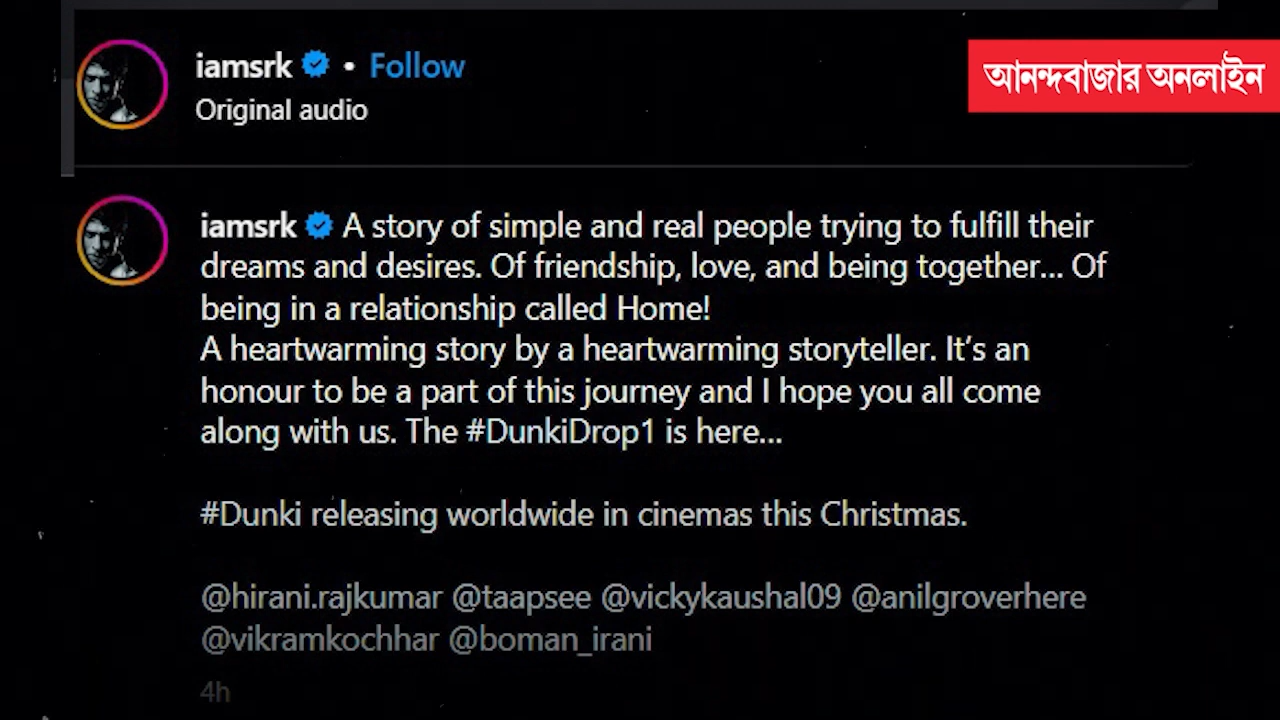 iamsrk • Follow
আনন্দবাজার অনলাইন
Original audio
iamsrk A story of simple and real people trying to fulfill their
dreams and desires. Of friendship, love, and being together... Of
being in a relationship called Home!
A heartwarming story by a heartwarming storyteller. It's an
honour to be a part of this journey and I hope you all come
along with us. The #DunkiDrop1 is here...
#Dunki releasing worldwide in cinemas this Christmas.
@hirani.rajkumar @taapsee @vickykaushal09 @anilgroverhere
@vikramkochhar @boman_irani
4h